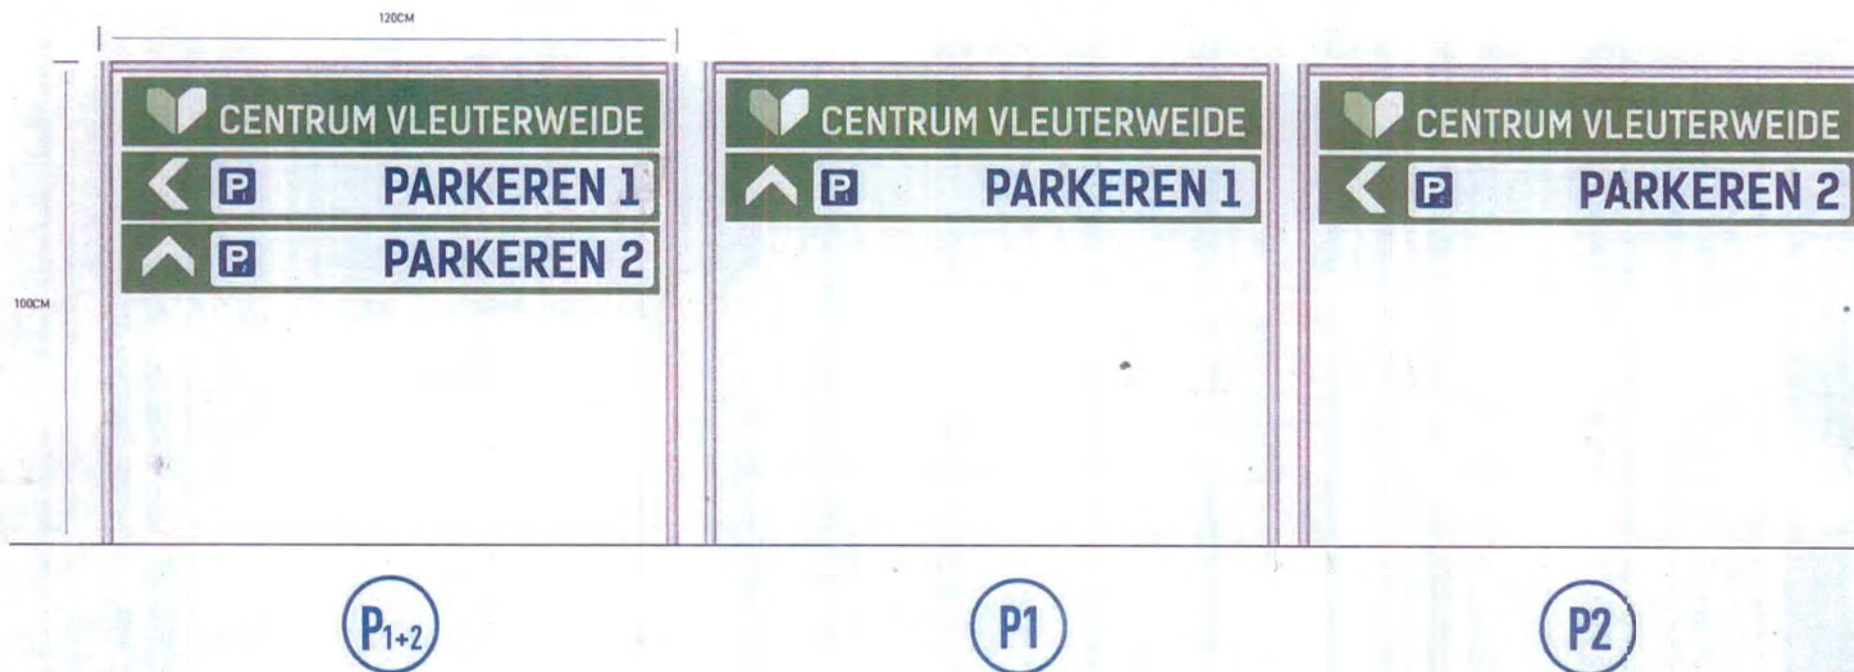 120CM
100CM
CENTRUM VLEUTERWEIDE
P PARKEREN 1
P PARKEREN 2
P1+2
CENTRUM VLEUTERWEIDE
P PARKEREN 1
P1
CENTRUM VLEUTERWEIDE
P PARKEREN 2
P2